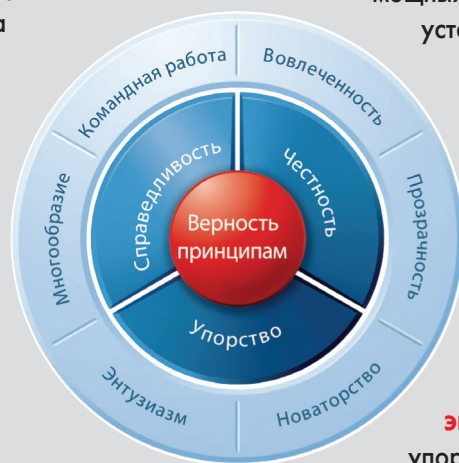 Командная работа
Вовлеченность
Прозрачность
Новаторство
Энтузиазм
Многообразие
Справедливость
Честность
Упорство
Верность
принципам